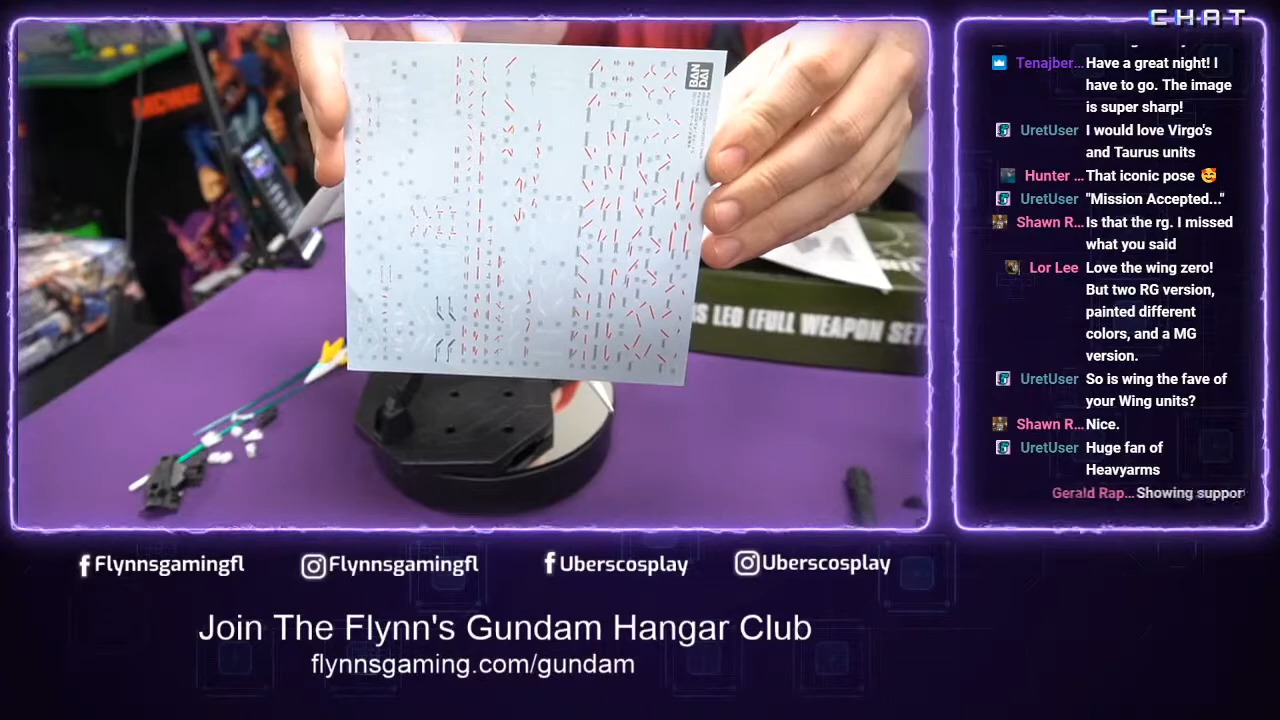 CHAT
Tenajber... Have a great night! I
have to go. The image
is super sharp!
UretUser I would love Virgo's
and Taurus units
Hunter ... That iconic pose 🥰
UretUser "Mission Accepted..."
Shawn R... Is that the rg. I missed
what you said
Lor Lee Love the wing zero!
But two RG version,
painted different
colors, and a MG
version.
UretUser So is wing the fave of
your Wing units?
Shawn R... Nice.
UretUser Huge fan of
Heavyarms
Gerald Rap... Showing suppor
BAN
DAI
LEO (FULL WEAPON SET
Flynnsgamingfl Flynnsgamingfl Uberscosplay Uberscosplay
Join The Flynn's Gundam Hangar Club
flynnsgaming.com/gundam